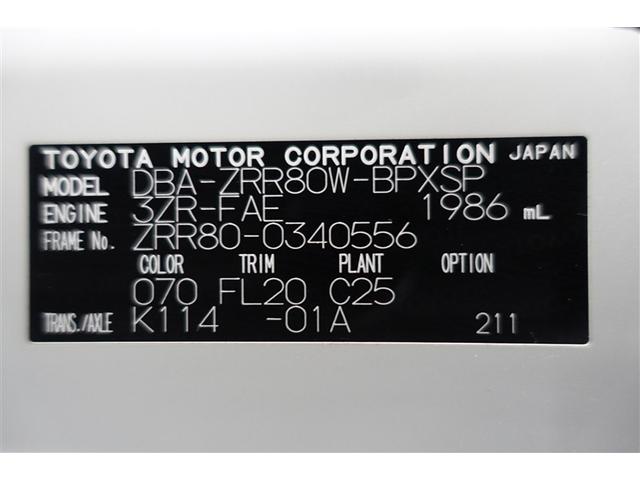 TOYOTA MOTOR CORPORATION JAPAN
MODEL DBA-ZRR80W-BPXSP
ENGINE 3ZR-FAE 1986 mL
FRAME No. ZRR80-0340556
COLOR TRIM PLANT OPTION
070 FL20 C25
TRANS./AXLE K114 -01A 211